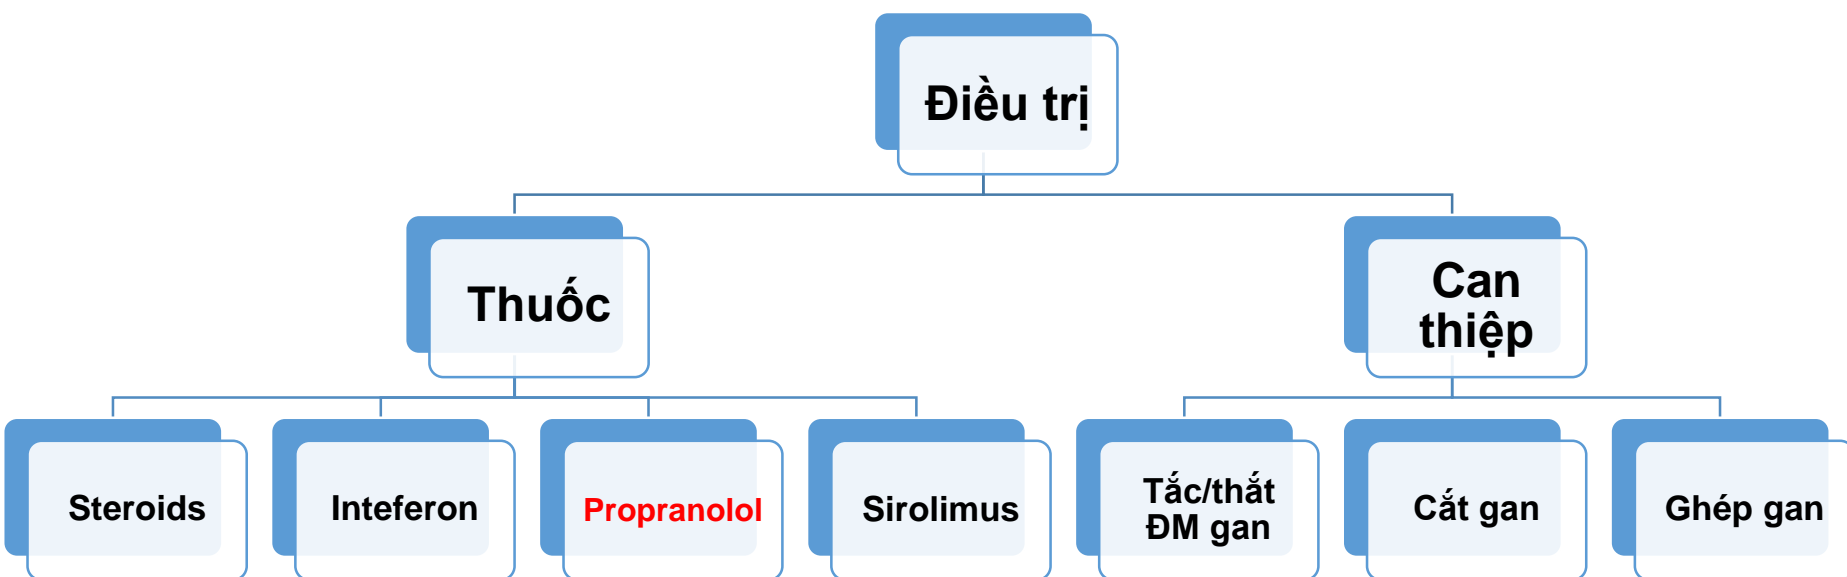 Điều trị
Thuốc
Can
thiệp
Steroids
Inteferon
Propranolol
Sirolimus
Tắc/thắt
ĐM gan
Cắt gan
Ghép gan